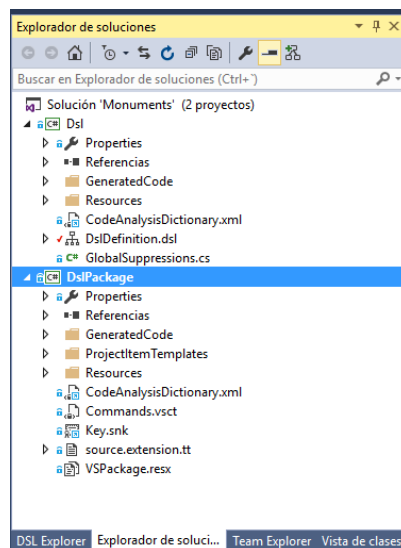 Explorador de soluciones
Buscar en Explorador de soluciones (Ctrl+`)
Solución 'Monuments' (2 proyectos)
C# Dsl
Properties
Referencias
GeneratedCode
Resources
CodeAnalysisDictionary.xml
DslDefinition.dsl
C# GlobalSuppressions.cs
C# DslPackage
Properties
Referencias
GeneratedCode
ProjectItemTemplates
Resources
CodeAnalysisDictionary.xml
Commands.vsct
Key.snk
source.extension.tt
VSPackage.resx
DSL Explorer Explorador de soluci... Team Explorer Vista de clases